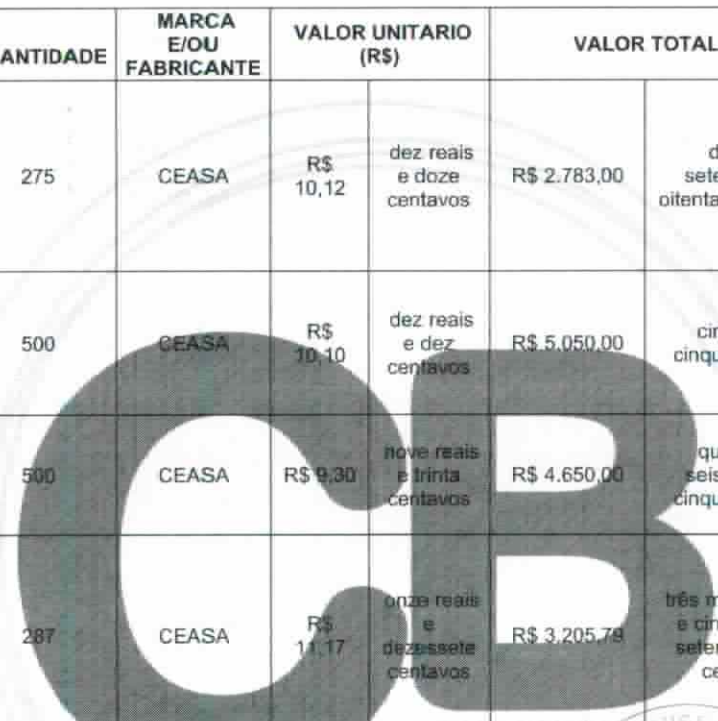 ANTIDADE
MARCA
E/OU
FABRICANTE
VALOR UNITARIO
(R$)
VALOR TOTAL
275
CEASA
R$
10,12
dez reais
e doze
centavos
R$ 2.783,00
d
sete
oitenta
500
CEASA
R$
10,10
dez reais
e dez
centavos
R$ 5.050,00
cin
cinqu
500
CEASA
R$ 9,30
nove reais
e trinta
centavos
R$ 4.650,00
qu
seis
cinqu
287
CEASA
R$
11,17
onze reais
e
dezessete
centavos
R$ 3.205,79
três m
e cin
seten
ce
CB